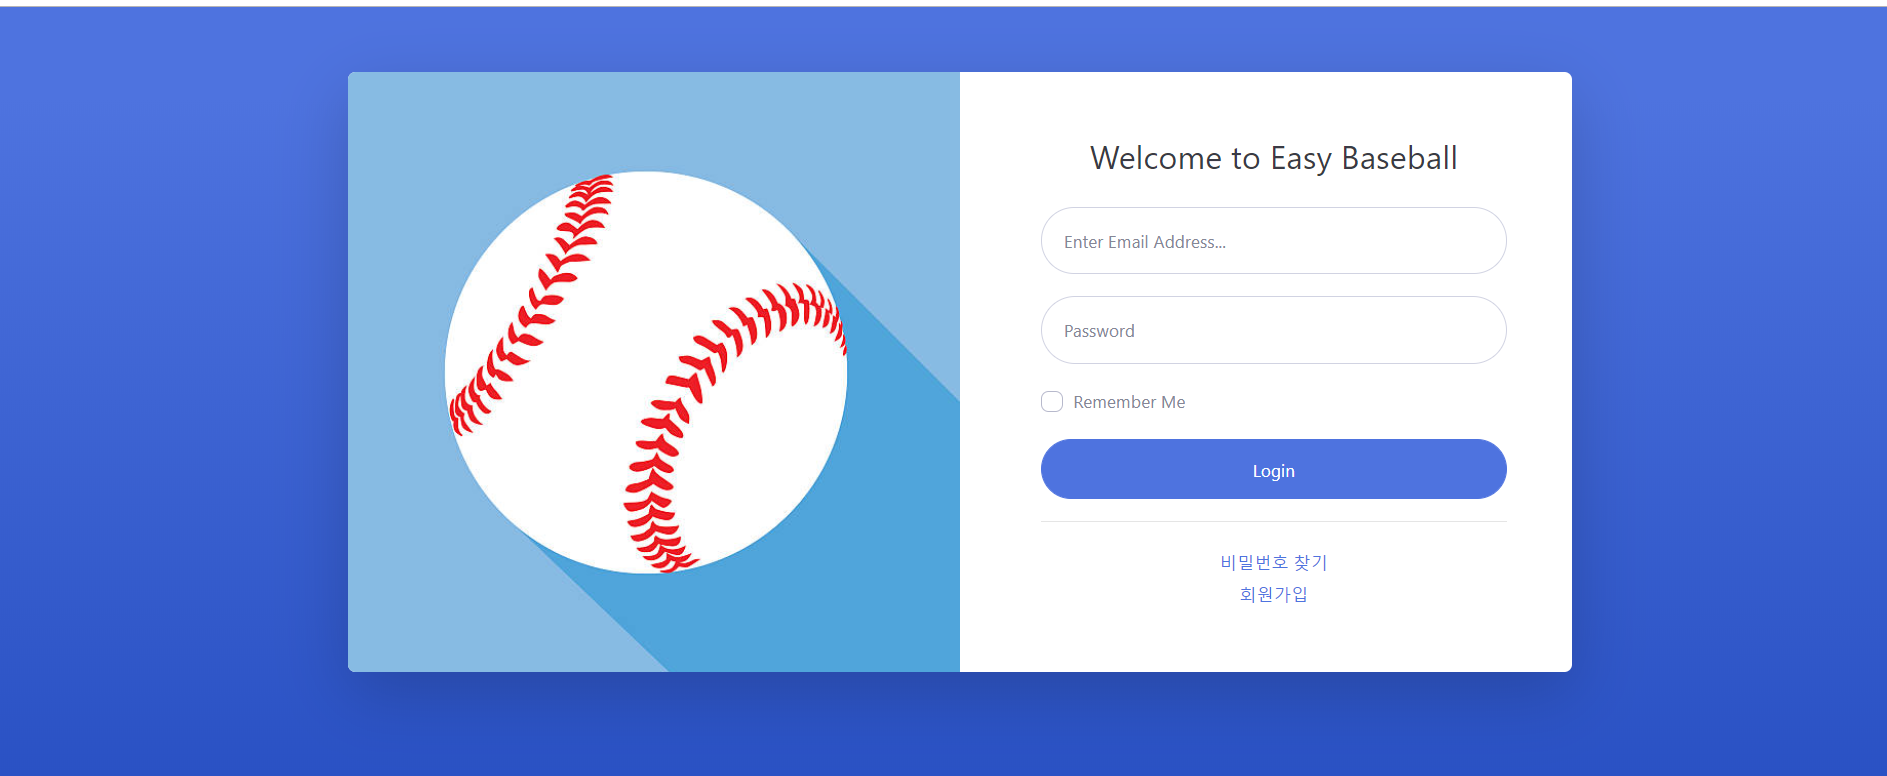 Welcome to Easy Baseball
Enter Email Address...
Password
Remember Me
Login
비밀번호 찾기
회원가입